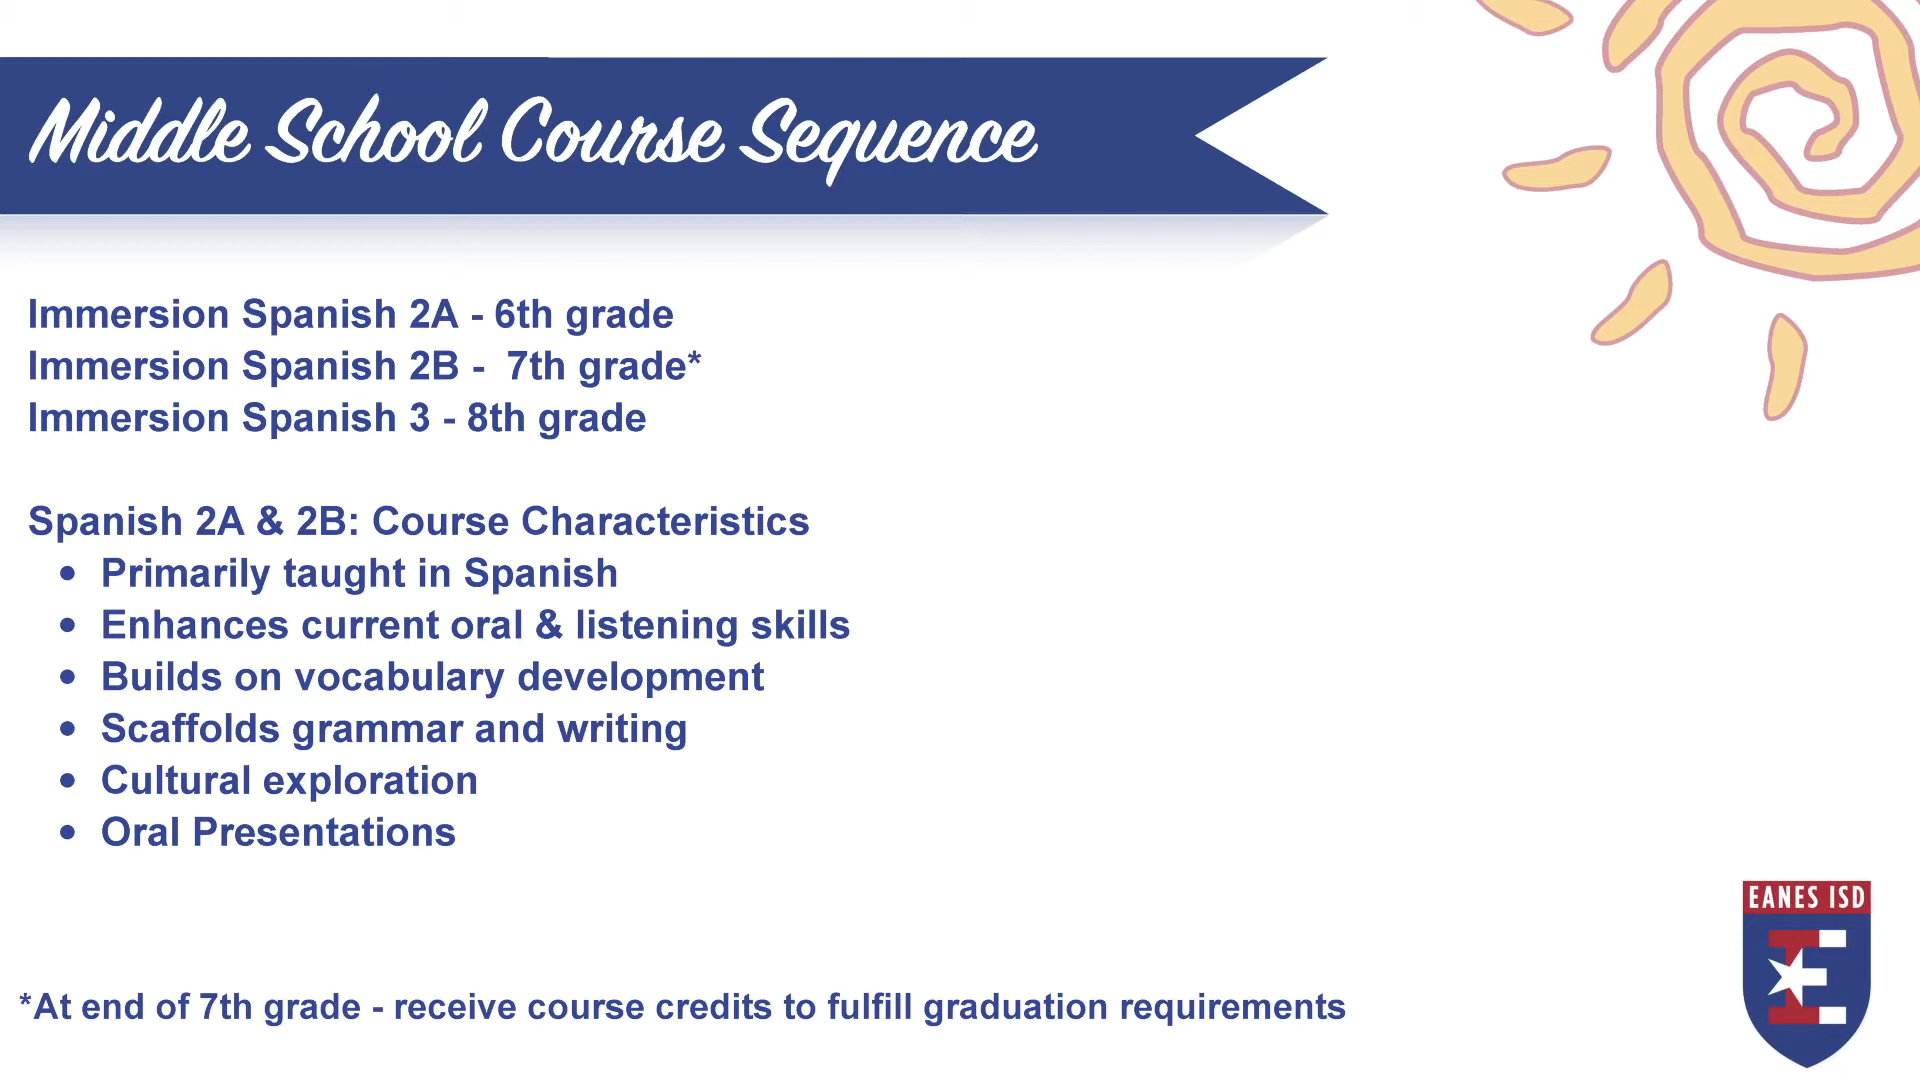 Middle School Course Sequence
Immersion Spanish 2A - 6th grade
Immersion Spanish 2B -  7th grade*
Immersion Spanish 3 - 8th grade
Spanish 2A & 2B: Course Characteristics
• Primarily taught in Spanish
• Enhances current oral & listening skills
• Builds on vocabulary development
• Scaffolds grammar and writing
• Cultural exploration
• Oral Presentations
EANES ISD
E
*At end of 7th grade - receive course credits to fulfill graduation requirements